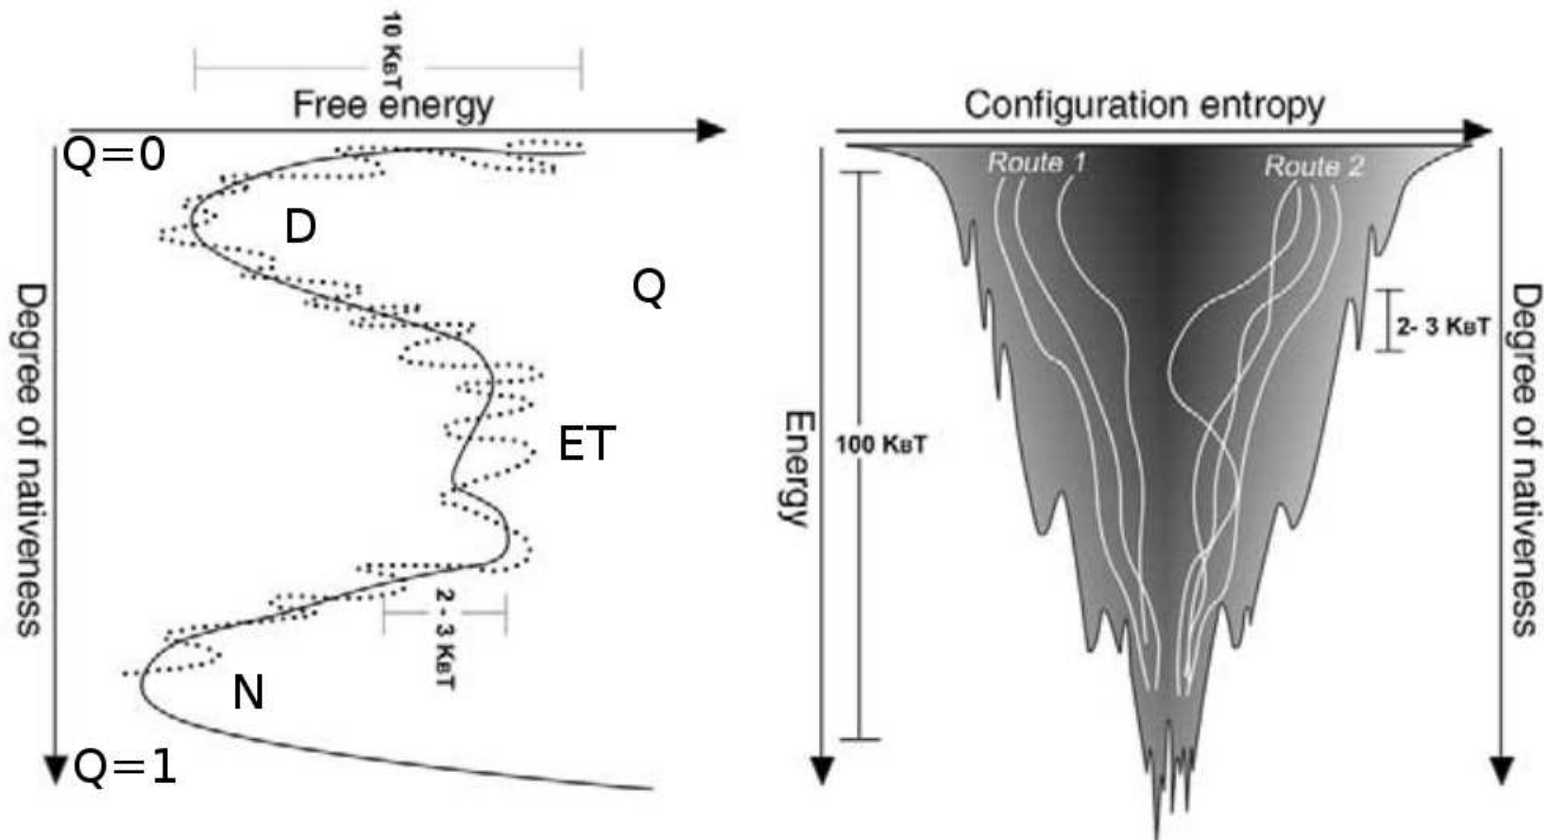 10 KBT
Free energy
Q=0
D
Q
ET
2 - 3 KBT
N
Q=1
Degree of nativeness
Configuration entropy
Route 1
Route 2
2- 3 KBT
100 KBT
Energy
Degree of nativeness